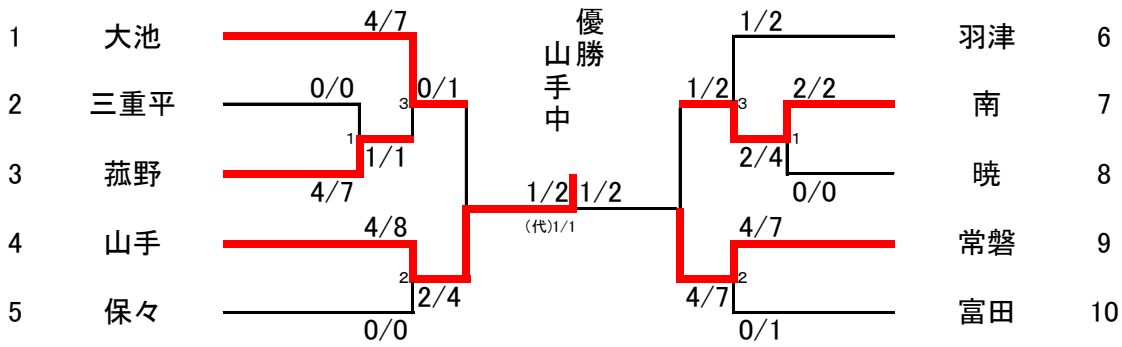 優勝
山手中
1 大池 4/7
2 三重平 0/0
3 菰野 4/7
4 山手 4/8
5 保々 0/0
3 0/1
1 1/1
2 2/4
1/2 1/2
(代)1/1
1/2 羽津 6
2/2 南 7
0/0 暁 8
4/7 常磐 9
0/1 富田 10
1/2 3
2/4 1
4/7 2